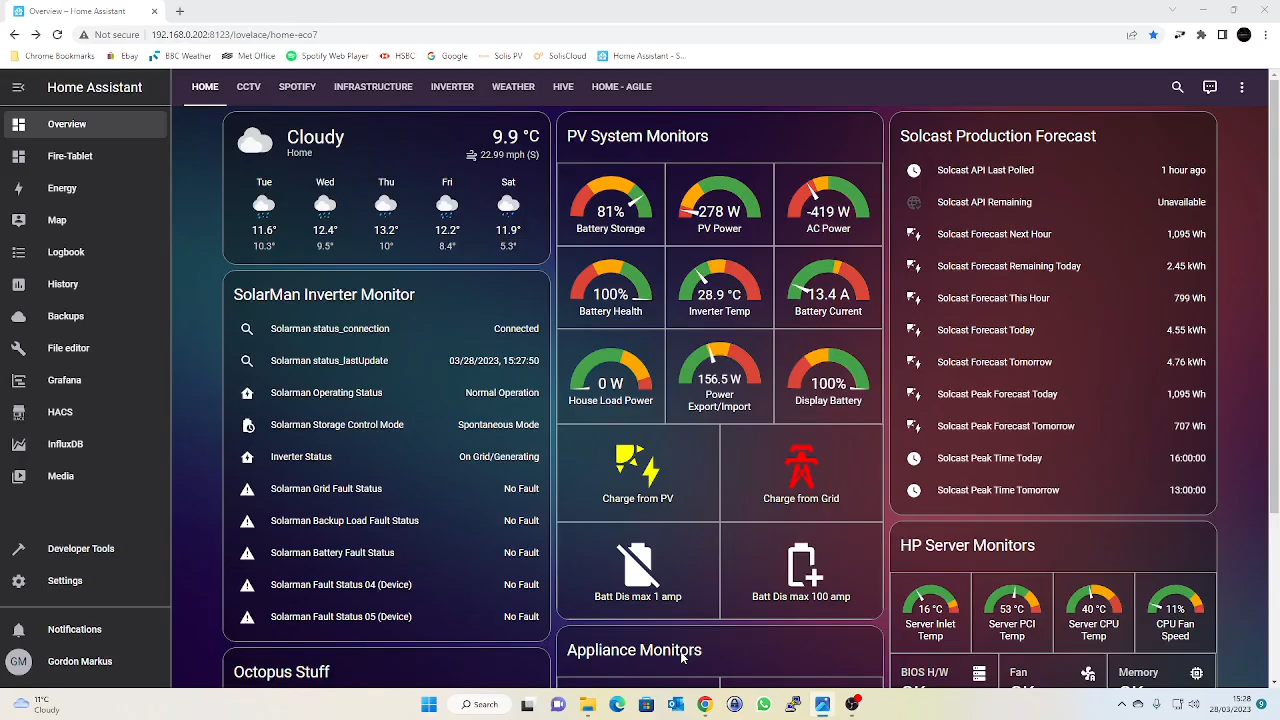 Overview – Home Assistant
Not secure
192.168.0.202:8123/lovelace/home-eco7
Chrome Bookmarks
Ebay
BBC Weather
Met Office
Spotify Web Player
HSBC
Google
Solis PV
SolisCloud
Home Assistant - S...
Home Assistant
HOME
CCTV
SPOTIFY
INFRASTRUCTURE
INVERTER
WEATHER
HIVE
HOME - AGILE
Overview
Fire-Tablet
Energy
Map
Logbook
History
Backups
File editor
Grafana
HACS
InfluxDB
Media
Developer Tools
Settings
Notifications
GM
Gordon Markus
Cloudy
Home
9.9 °C
22.99 mph (S)
Tue Wed Thu Fri Sat
11.6° 12.4° 13.2° 12.2° 11.9°
10.3° 9.5° 10° 8.4° 5.3°
SolarMan Inverter Monitor
Solarman status_connection Connected
Solarman status_lastUpdate 03/28/2023, 15:27:50
Solarman Operating Status Normal Operation
Solarman Storage Control Mode Spontaneous Mode
Inverter Status On Grid/Generating
Solarman Grid Fault Status No Fault
Solarman Backup Load Fault Status No Fault
Solarman Battery Fault Status No Fault
Solarman Fault Status 04 (Device) No Fault
Solarman Fault Status 05 (Device) No Fault
Octopus Stuff
PV System Monitors
81% 278 W -419 W
Battery Storage PV Power AC Power
100% 28.9 °C 13.4 A
Battery Health Inverter Temp Battery Current
0 W 156.5 W 100%
House Load Power Power Export/Import Display Battery
Charge from PV Charge from Grid
Batt Dis max 1 amp Batt Dis max 100 amp
Appliance Monitors
Solcast Production Forecast
Solcast API Last Polled 1 hour ago
Solcast API Remaining Unavailable
Solcast Forecast Next Hour 1,095 Wh
Solcast Forecast Remaining Today 2.45 kWh
Solcast Forecast This Hour 799 Wh
Solcast Forecast Today 4.55 kWh
Solcast Forecast Tomorrow 4.76 kWh
Solcast Peak Forecast Today 1,095 Wh
Solcast Peak Forecast Tomorrow 707 Wh
Solcast Peak Time Today 16:00:00
Solcast Peak Time Tomorrow 13:00:00
HP Server Monitors
16 °C 53 °C 40 °C 11%
Server Inlet Temp Server PCI Temp Server CPU Temp CPU Fan Speed
BIOS H/W Fan Memory
11°C
Cloudy
Search
15:28
28/03/2023